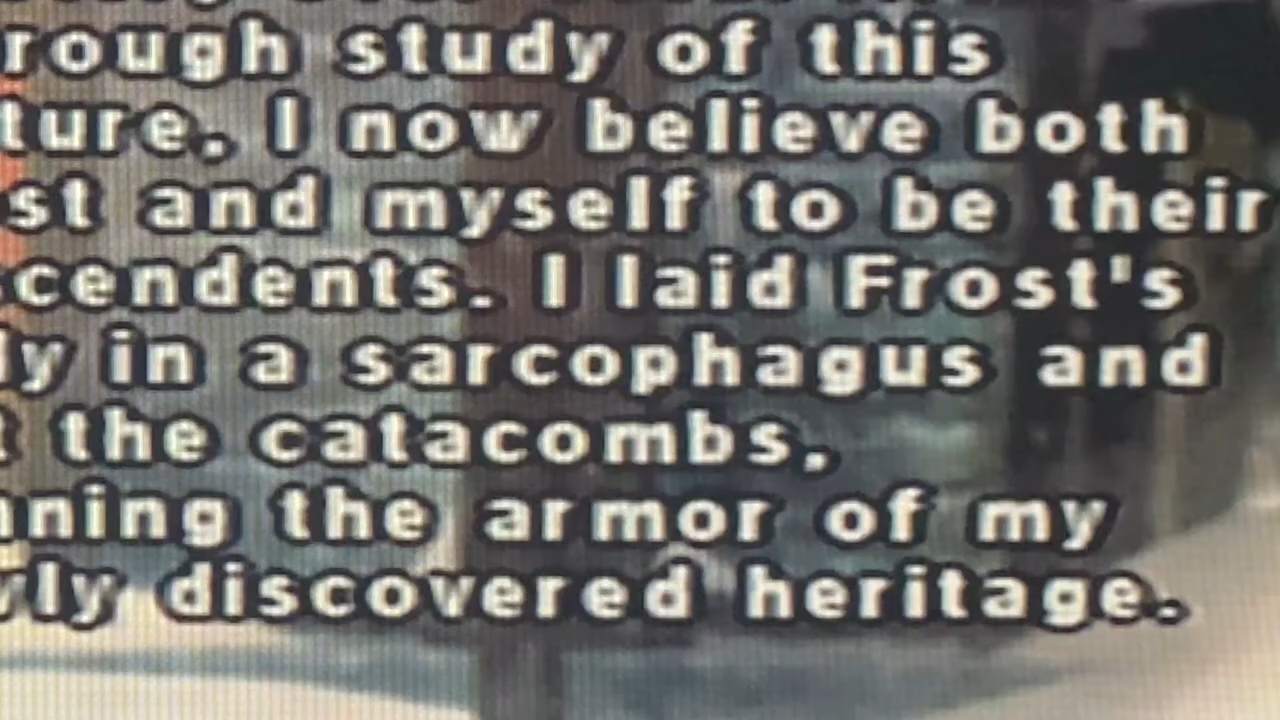 rough study of this
ture. I now believe both
st and myself to be their
cendents. I laid Frost's
ly in a sarcophagus and
t the catacombs,
nning the armor of my
wly discovered heritage.